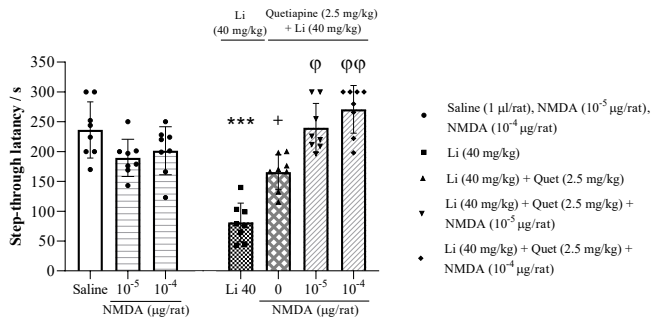 Li
(40 mg/kg)
Quetiapine (2.5 mg/kg)
+ Li (40 mg/kg)
Step-through latancy / s
350
300
250
200
150
100
50
0
***
+
φ
φφ
Saline
10⁻⁵
10⁻⁴
Li 40
0
10⁻⁵
10⁻⁴
NMDA (µg/rat)
NMDA (µg/rat)
Saline (1 µl/rat), NMDA (10⁻⁵ µg/rat),
NMDA (10⁻⁴ µg/rat)
Li (40 mg/kg)
Li (40 mg/kg) + Quet (2.5 mg/kg)
Li (40 mg/kg) + Quet (2.5 mg/kg) +
NMDA (10⁻⁵ µg/rat)
Li (40 mg/kg) + Quet (2.5 mg/kg) +
NMDA (10⁻⁴ µg/rat)